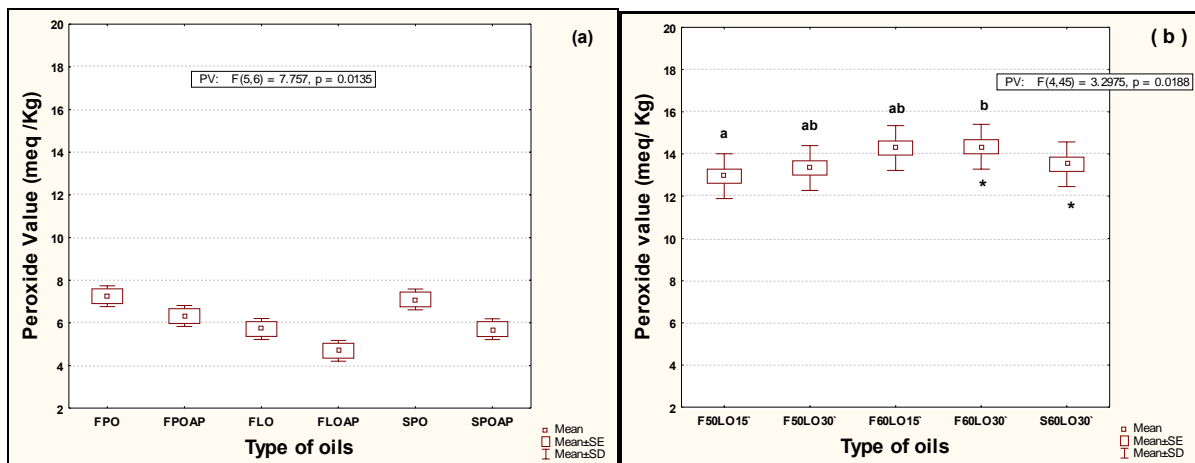 (a)
PV: F(5,6) = 7.757, p = 0.0135
Peroxide Value (meq /Kg)
20
18
16
14
12
10
8
6
4
2
FPO FPOAP FLO FLOAP SPO SPOAP
Type of oils
Mean
Mean±SE
Mean±SD
( b )
PV: F(4,45) = 3.2975, p = 0.0188
Peroxide value (meq/ Kg)
20
18
16
14
12
10
8
6
4
2
a ab ab b
* *
F50LO15` F50LO30` F60LO15` F60LO30` S60LO30`
Type of oils
Mean
Mean±SE
Mean±SD